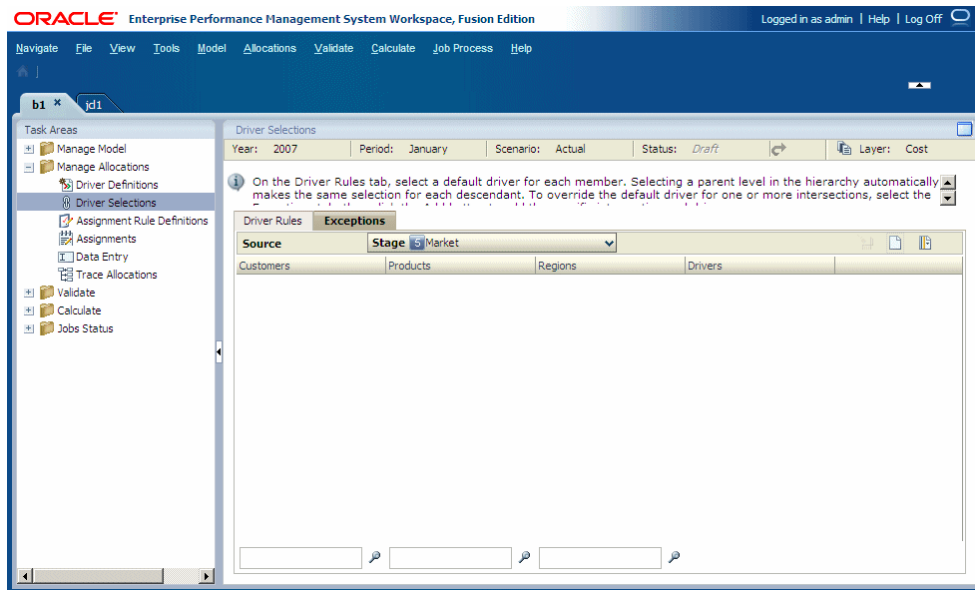 ORACLE Enterprise Performance Management System Workspace, Fusion Edition
Logged in as admin | Help | Log Off
Navigate File View Tools Model Allocations Validate Calculate Job Process Help
b1 jd1
Task Areas
Manage Model
Manage Allocations
Driver Definitions
Driver Selections
Assignment Rule Definitions
Assignments
Data Entry
Trace Allocations
Validate
Calculate
Jobs Status
Driver Selections
Year: 2007 Period: January Scenario: Actual Status: Draft Layer: Cost
On the Driver Rules tab, select a default driver for each member. Selecting a parent level in the hierarchy automatically
makes the same selection for each descendant. To override the default driver for one or more intersections, select the
Driver Rules Exceptions
Source Stage 5 Market
Customers Products Regions Drivers